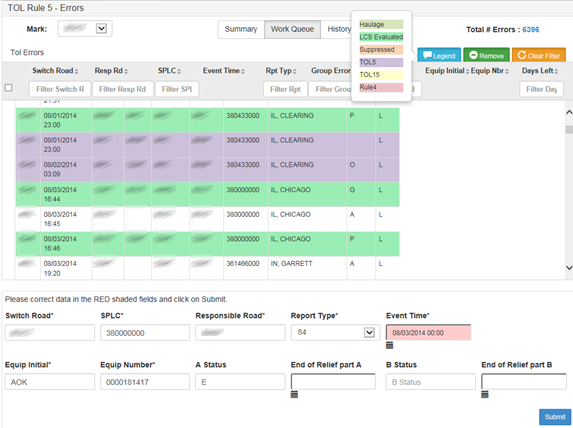 TOL Rule 5 - Errors
Mark:
Summary Work Queue History
Total # Errors : 6396
Haulage
LCS Evaluated
Suppressed
TOL5
TOL15
Rule4
Tol Errors
Legend Remove Clear Filter
Switch Road Resp Rd SPLC Event Time Rpt Typ Group Error Equip Initial Equip Nbr Days Left
Filter Switch R Filter Resp Rd Filter SPI Filter Rpt Filter Grou Filter Day
21:57
08/01/2014 23:00 380433000 IL, CLEARING P L
08/01/2014 23:00 380433000 IL, CLEARING L
08/02/2014 03:09 380433000 IL, CLEARING O L
08/03/2014 16:44 380000000 IL, CHICAGO G L
08/03/2014 16:45 380000000 IL, CHICAGO A L
08/03/2014 16:46 380000000 IL, CHICAGO P L
08/03/2014 19:20 361466000 IN, GARRETT A L
Please correct data in the RED shaded fields and click on Submit.
Switch Road* SPLC* Responsible Road* Report Type* Event Time*
380000000 84 08/03/2014 00:00
Equip Initial* Equip Number* A Status End of Relief part A B Status End of Relief part B
AOK 0000181417 E B Status
Submit